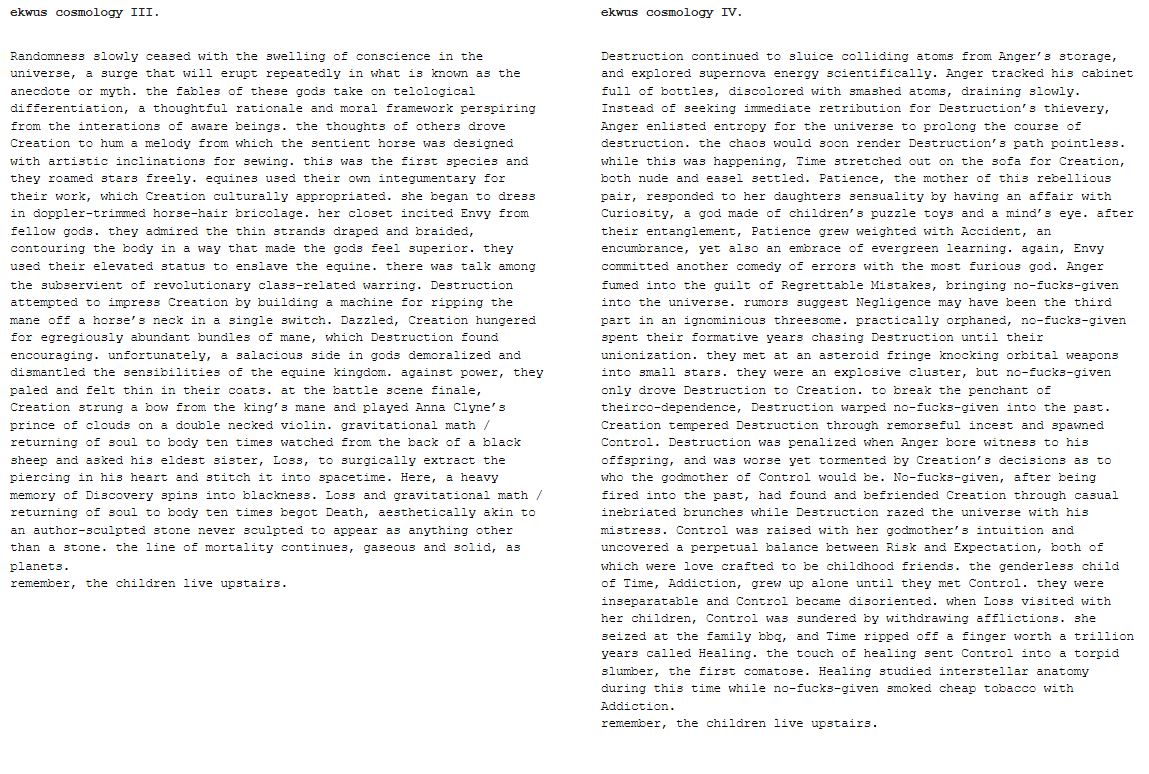 ekwus cosmology III.
Randomness slowly ceased with the swelling of conscience in the
universe, a surge that will erupt repeatedly in what is known as the
anecdote or myth. the fables of these gods take on telological
differentiation, a thoughtful rationale and moral framework perspiring
from the interations of aware beings. the thoughts of others drove
Creation to hum a melody from which the sentient horse was designed
with artistic inclinations for sewing. this was the first species and
they roamed stars freely. equines used their own integumentary for
their work, which Creation culturally appropriated. she began to dress
in doppler-trimmed horse-hair bricolage. her closet incited Envy from
fellow gods. they admired the thin strands draped and braided,
contouring the body in a way that made the gods feel superior. they
used their elevated status to enslave the equine. there was talk among
the subservient of revolutionary class-related warring. Destruction
attempted to impress Creation by building a machine for ripping the
mane off a horse's neck in a single switch. Dazzled, Creation hungered
for egregiously abundant bundles of mane, which Destruction found
encouraging. unfortunately, a salacious side in gods demoralized and
dismantled the sensibilities of the equine kingdom. against power, they
paled and felt thin in their coats. at the battle scene finale,
Creation strung a bow from the king's mane and played Anna Clyne's
prince of clouds on a double necked violin. gravitational math /
returning of soul to body ten times watched from the back of a black
sheep and asked his eldest sister, Loss, to surgically extract the
piercing in his heart and stitch it into spacetime. Here, a heavy
memory of Discovery spins into blackness. Loss and gravitational math /
returning of soul to body ten times begot Death, aesthetically akin to
an author-sculpted stone never sculpted to appear as anything other
than a stone. the line of mortality continues, gaseous and solid, as
planets.
remember, the children live upstairs.
ekwus cosmology IV.
Destruction continued to sluice colliding atoms from Anger's storage,
and explored supernova energy scientifically. Anger tracked his cabinet
full of bottles, discolored with smashed atoms, draining slowly.
Instead of seeking immediate retribution for Destruction's thievery,
Anger enlisted entropy for the universe to prolong the course of
destruction. the chaos would soon render Destruction's path pointless.
while this was happening, Time stretched out on the sofa for Creation,
both nude and easel settled. Patience, the mother of this rebellious
pair, responded to her daughters sensuality by having an affair with
Curiosity, a god made of children's puzzle toys and a mind's eye. after
their entanglement, Patience grew weighted with Accident, an
encumbrance, yet also an embrace of evergreen learning. again, Envy
committed another comedy of errors with the most furious god. Anger
fumed into the guilt of Regrettable Mistakes, bringing no-fucks-given
into the universe. rumors suggest Negligence may have been the third
part in an ignominious threesome. practically orphaned, no-fucks-given
spent their formative years chasing Destruction until their
unionization. they met at an asteroid fringe knocking orbital weapons
into small stars. they were an explosive cluster, but no-fucks-given
only drove Destruction to Creation. to break the penchant of
theirco-dependence, Destruction warped no-fucks-given into the past.
Creation tempered Destruction through remorseful incest and spawned
Control. Destruction was penalized when Anger bore witness to his
offspring, and was worse yet tormented by Creation's decisions as to
who the godmother of Control would be. No-fucks-given, after being
fired into the past, had found and befriended Creation through casual
inebriated brunches while Destruction razed the universe with his
mistress. Control was raised with her godmother's intuition and
uncovered a perpetual balance between Risk and Expectation, both of
which were love crafted to be childhood friends. the genderless child
of Time, Addiction, grew up alone until they met Control. they were
inseparatable and Control became disoriented. when Loss visited with
her children, Control was sundered by withdrawing afflictions. she
seized at the family bbq, and Time ripped off a finger worth a trillion
years called Healing. the touch of healing sent Control into a torpid
slumber, the first comatose. Healing studied interstellar anatomy
during this time while no-fucks-given smoked cheap tobacco with
Addiction.
remember, the children live upstairs.